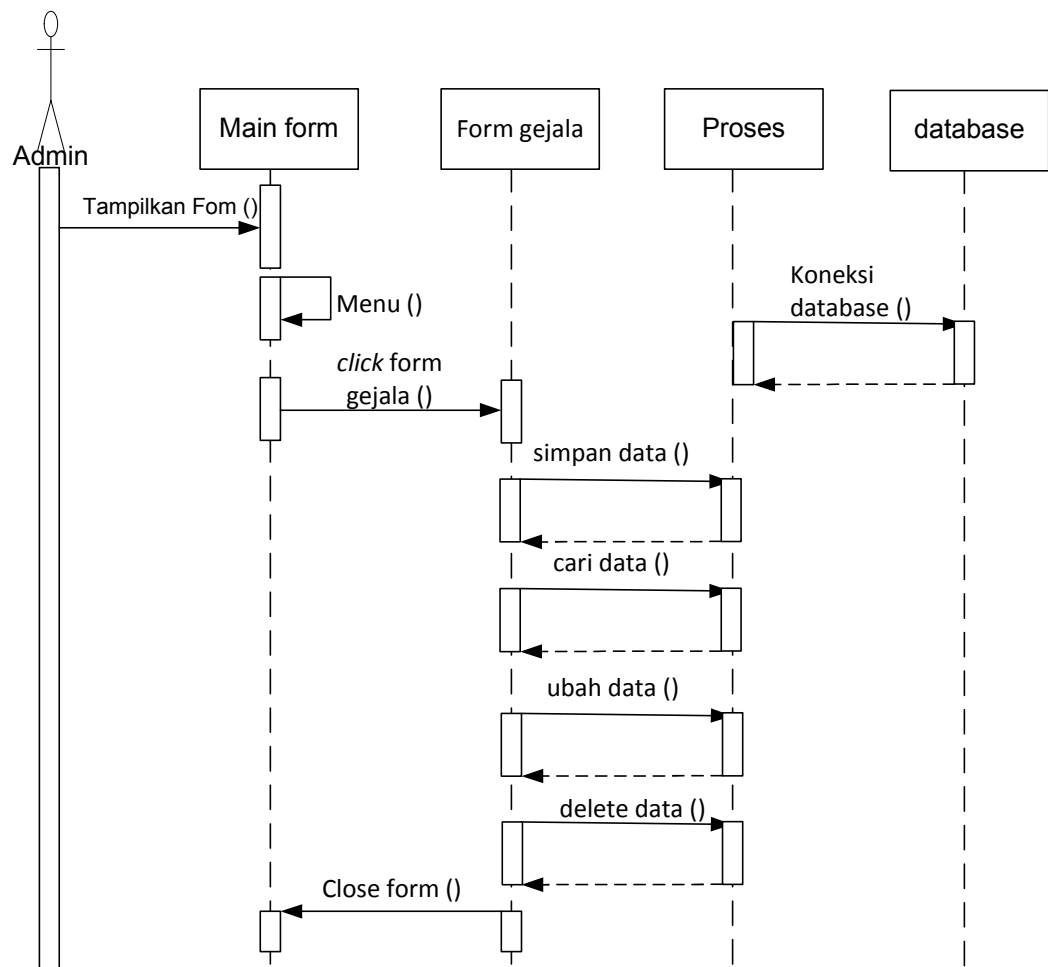 Admin
Main form
Form gejala
Proses
database
Tampilkan Fom ()
Menu ()
Koneksi
database ()
click form
gejala ()
simpan data ()
cari data ()
ubah data ()
delete data ()
Close form ()